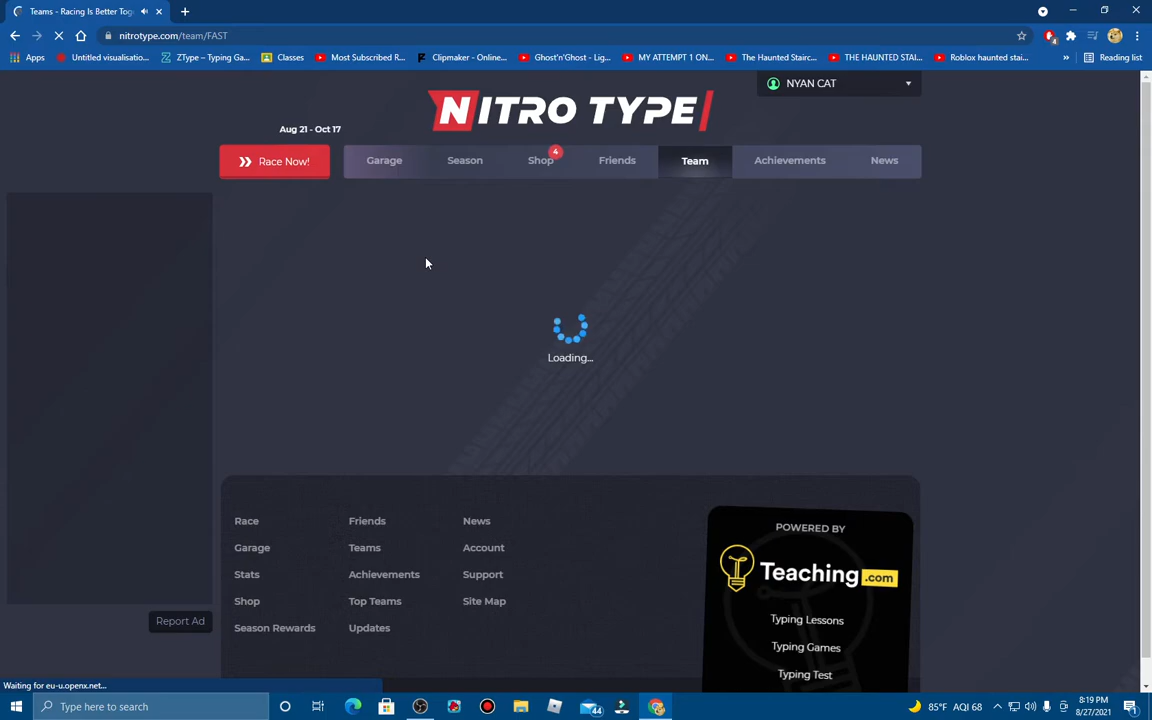 Teams - Racing Is Better Tog
nitrotype.com/team/FAST
Apps
Untitled visualisatio...
ZType – Typing Ga...
Classes
Most Subscribed R...
Clipmaker - Online...
Ghost'n'Ghost - Lig...
MY ATTEMPT 1 ON...
The Haunted Stairc...
THE HAUNTED STAI...
Roblox haunted stai...
»
Reading list
4
NITRO TYPE
NYAN CAT
Aug 21 - Oct 17
Race Now!
Garage
Season
Shop
4
Friends
Team
Achievements
News
Loading...
Report Ad
Race
Friends
News
Garage
Teams
Account
Stats
Achievements
Support
Shop
Top Teams
Site Map
Season Rewards
Updates
POWERED BY
Teaching.com
Typing Lessons
Typing Games
Typing Test
Waiting for eu-u.openx.net...
Type here to search
44
85°F AQI 68
8:19 PM
8/27/2021
1